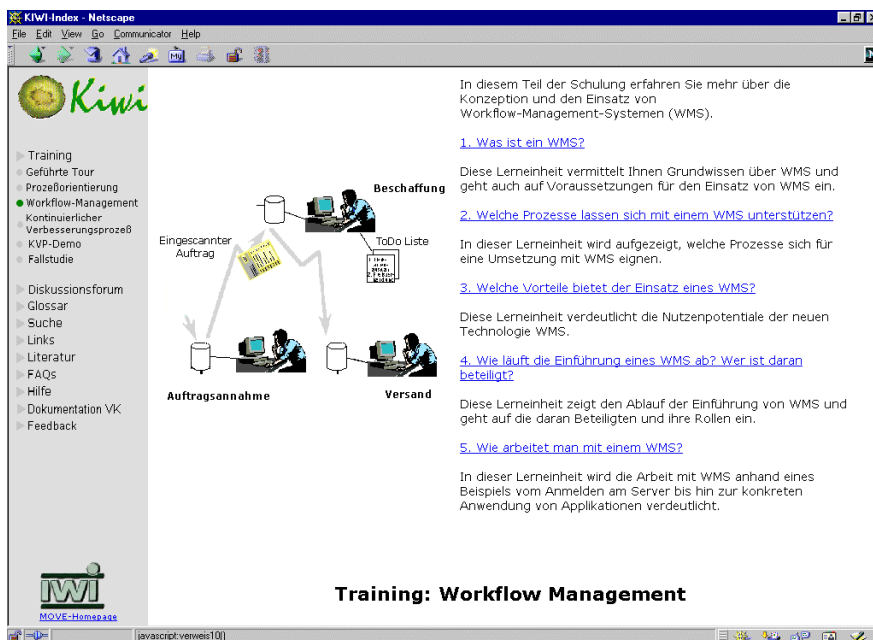 KIWI-Index - Netscape
File Edit View Go Communicator Help
Kiwi
Training
Geführte Tour
Prozeßorientierung
Workflow-Management
Kontinuierlicher
Verbesserungsprozeß
KVP-Demo
Fallstudie
Diskussionsforum
Glossar
Suche
Links
Literatur
FAQs
Hilfe
Dokumentation VK
Feedback
IWi
MOVE-Homepage
Beschaffung
Eingescannter
Auftrag
ToDo Liste
Auftragsannahme
Versand
In diesem Teil der Schulung erfahren Sie mehr über die
Konzeption und den Einsatz von
Workflow-Management-Systemen (WMS).
1. Was ist ein WMS?
Diese Lerneinheit vermittelt Ihnen Grundwissen über WMS und
geht auch auf Voraussetzungen für den Einsatz von WMS ein.
2. Welche Prozesse lassen sich mit einem WMS unterstützen?
In dieser Lerneinheit wird aufgezeigt, welche Prozesse sich für
eine Umsetzung mit WMS eignen.
3. Welche Vorteile bietet der Einsatz eines WMS?
Diese Lerneinheit verdeutlicht die Nutzenpotentiale der neuen
Technologie WMS.
4. Wie läuft die Einführung eines WMS ab? Wer ist daran
beteiligt?
Diese Lerneinheit zeigt den Ablauf der Einführung von WMS und
geht auf die daran Beteiligten und ihre Rollen ein.
5. Wie arbeitet man mit einem WMS?
In dieser Lerneinheit wird die Arbeit mit WMS anhand eines
Beispiels vom Anmelden am Server bis hin zur konkreten
Anwendung von Applikationen verdeutlicht.
Training: Workflow Management
javascript:verweis10()